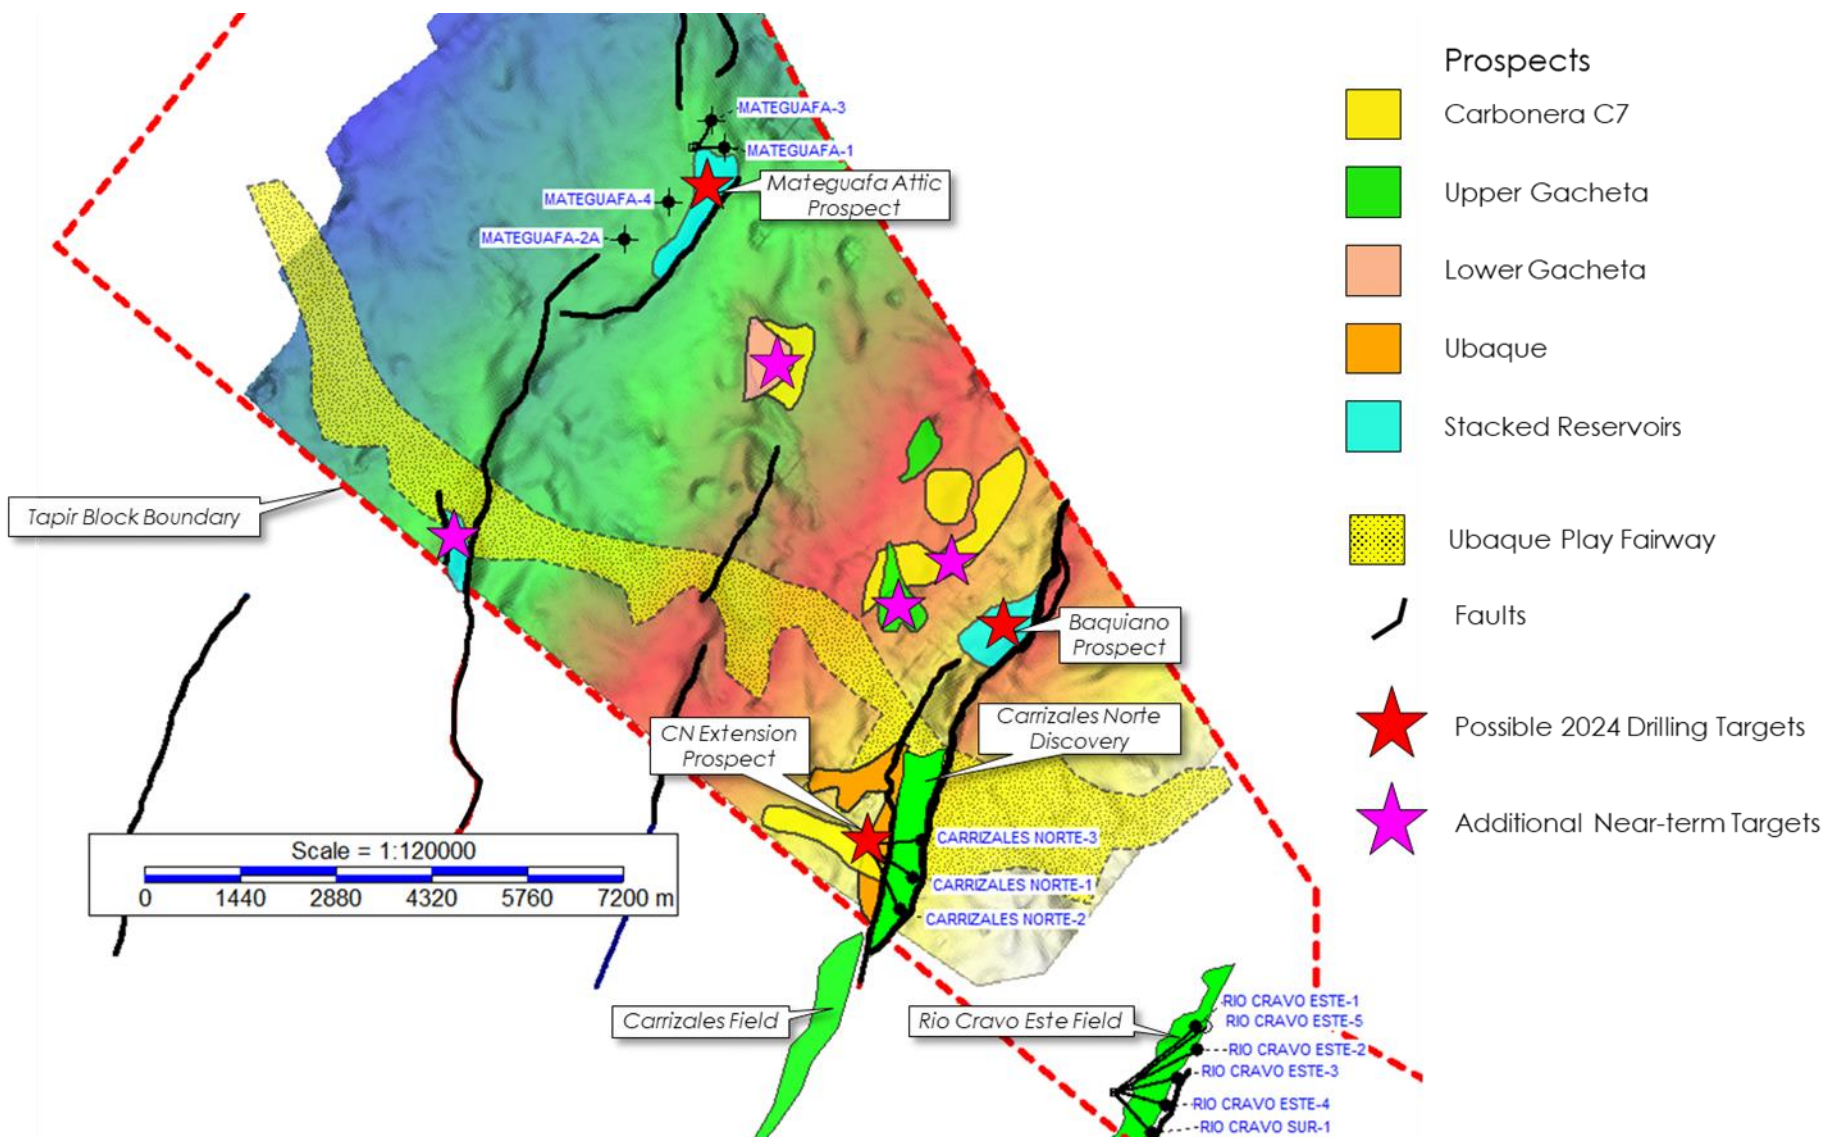 MATEGUAFA-3
MATEGUAFA-1
Mateguafa Attic
Prospect
MATEGUAFA-4
MATEGUAFA-2A
Tapir Block Boundary
Baquiano
Prospect
Carrizales Norte
Discovery
CN Extension
Prospect
CARRIZALES NORTE-3
CARRIZALES NORTE-1
CARRIZALES NORTE-2
Scale = 1:120000
0 1440 2880 4320 5760 7200 m
Carrizales Field
Rio Cravo Este Field
RIO CRAVO ESTE-1
RIO CRAVO ESTE-5
RIO CRAVO ESTE-2
RIO CRAVO ESTE-3
RIO CRAVO ESTE-4
RIO CRAVO SUR-1
Prospects
Carbonera C7
Upper Gacheta
Lower Gacheta
Ubaque
Stacked Reservoirs
Ubaque Play Fairway
Faults
Possible 2024 Drilling Targets
Additional Near-term Targets